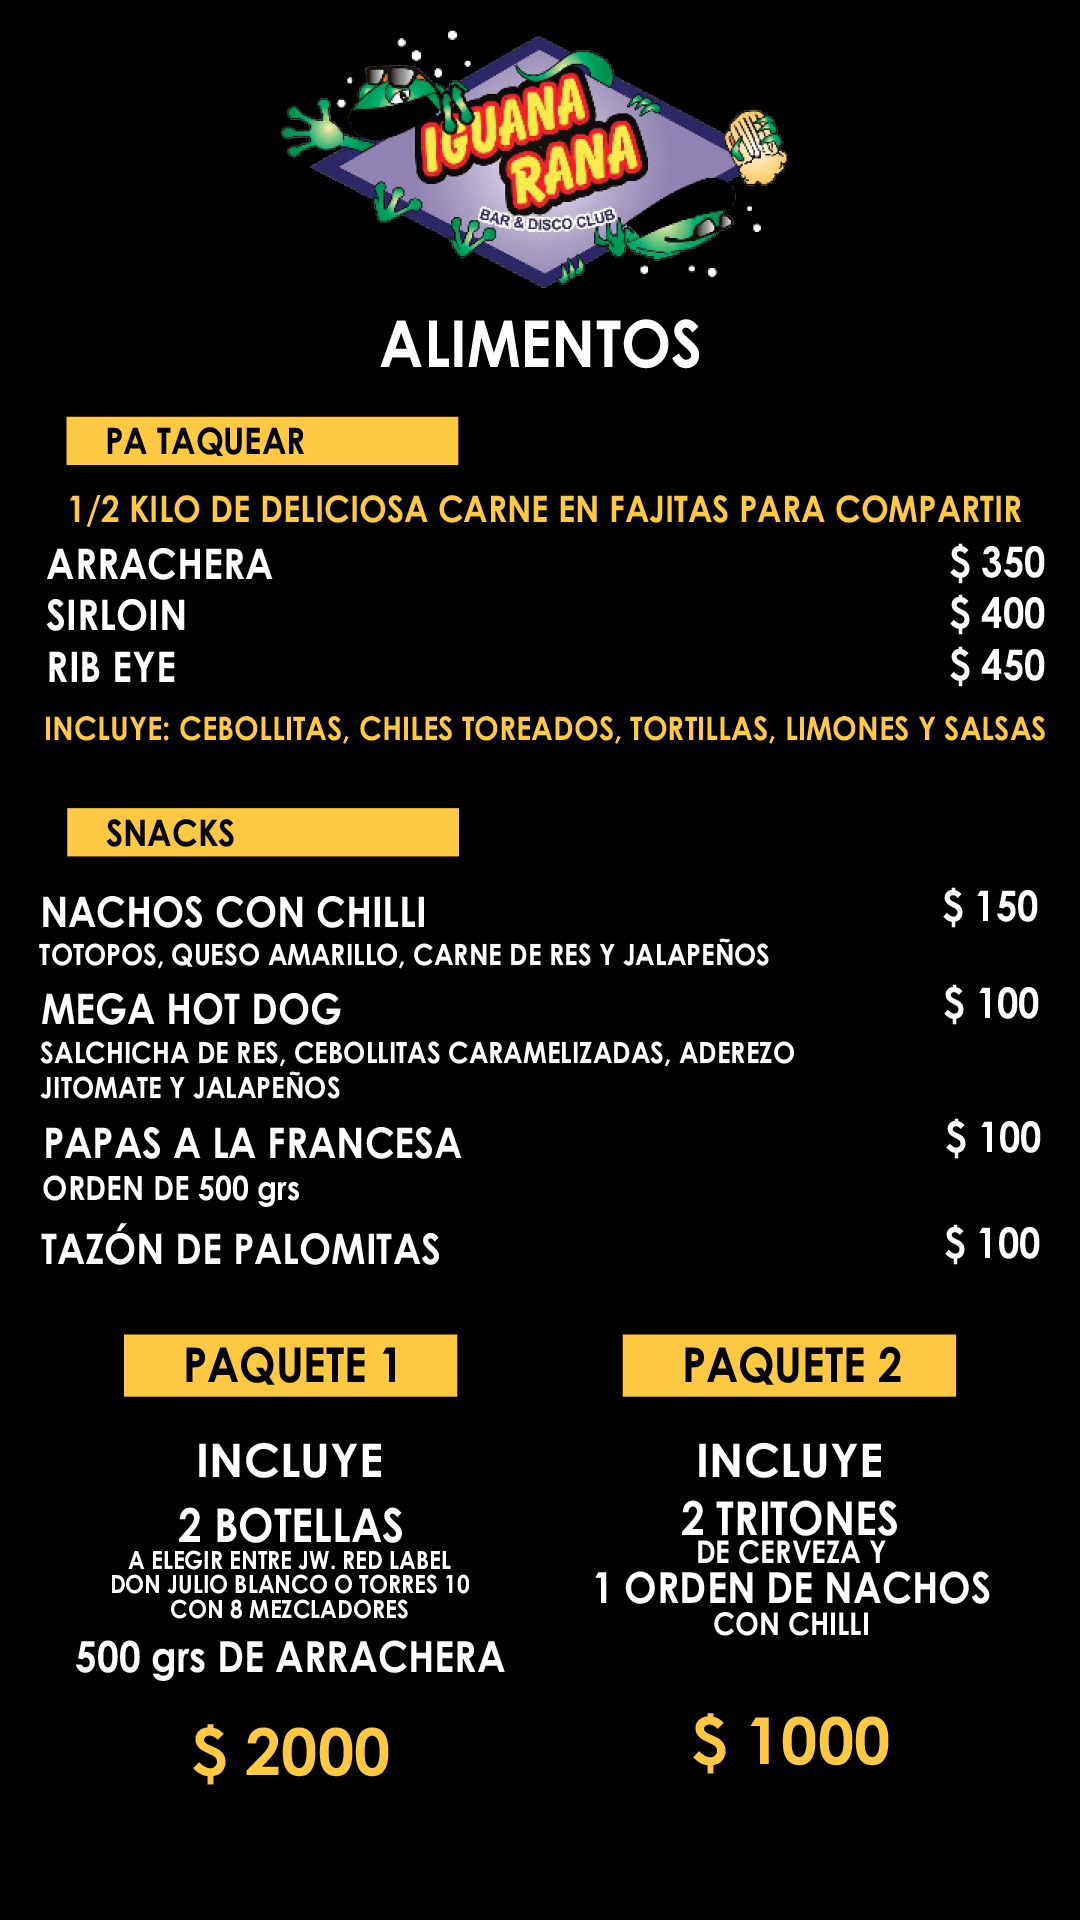 IGUANA
RANA
BAR & DISCO CLUB
ALIMENTOS
PA TAQUEAR
1/2 KILO DE DELICIOSA CARNE EN FAJITAS PARA COMPARTIR
ARRACHERA $ 350
SIRLOIN $ 400
RIB EYE $ 450
INCLUYE: CEBOLLITAS, CHILES TOREADOS, TORTILLAS, LIMONES Y SALSAS
SNACKS
NACHOS CON CHILLI $ 150
TOTOPOS, QUESO AMARILLO, CARNE DE RES Y JALAPEÑOS
MEGA HOT DOG $ 100
SALCHICHA DE RES, CEBOLLITAS CARAMELIZADAS, ADEREZO
JITOMATE Y JALAPEÑOS
PAPAS A LA FRANCESA $ 100
ORDEN DE 500 grs
TAZÓN DE PALOMITAS $ 100
PAQUETE 1
INCLUYE
2 BOTELLAS
A ELEGIR ENTRE JW. RED LABEL
DON JULIO BLANCO O TORRES 10
CON 8 MEZCLADORES
500 grs DE ARRACHERA
$ 2000
PAQUETE 2
INCLUYE
2 TRITONES
DE CERVEZA Y
1 ORDEN DE NACHOS
CON CHILLI
$ 1000